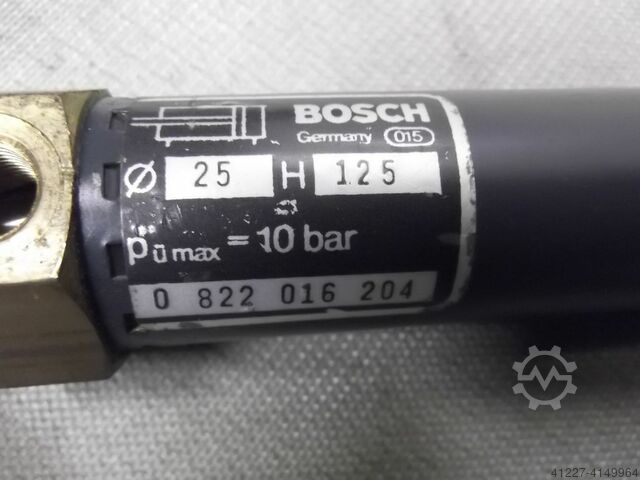 BOSCH
Germany 015
Ø 25 H 125
pü max = 10 bar
0 822 016 204
41227-4149964